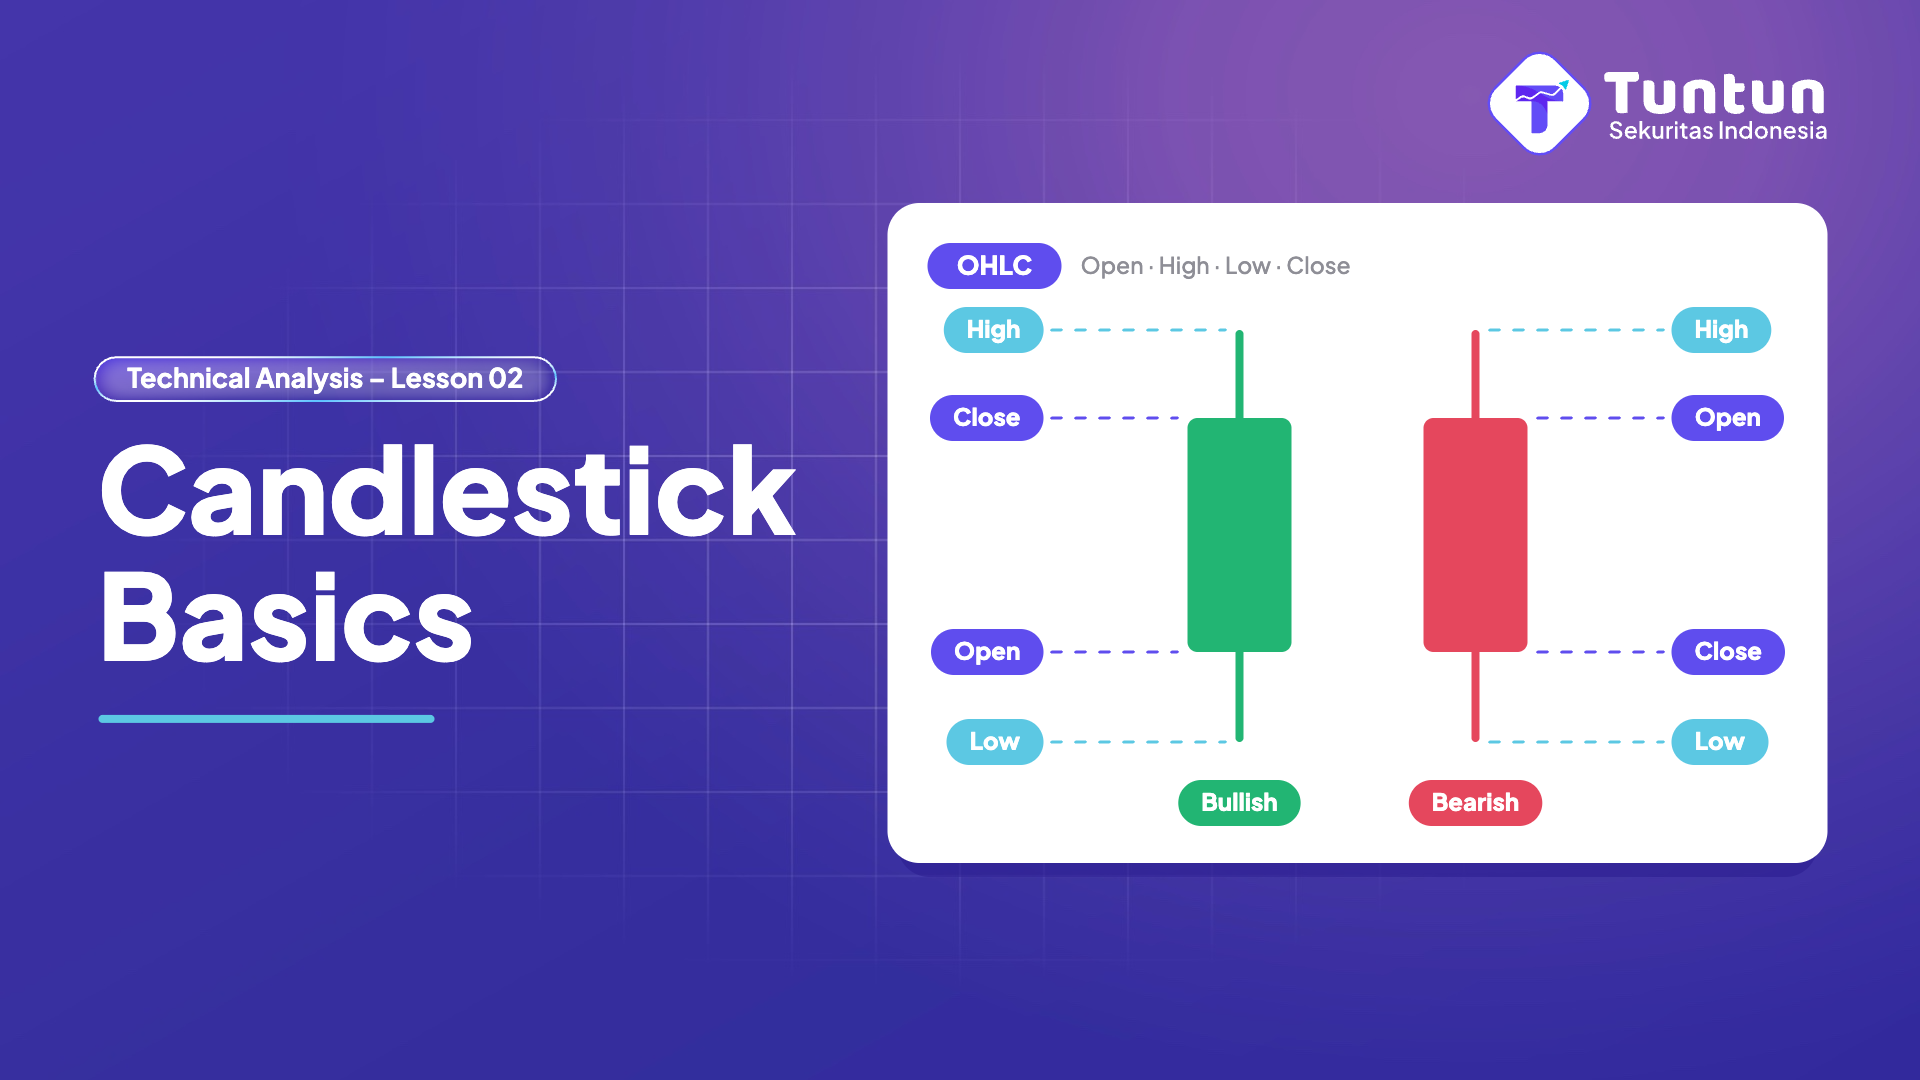 Tuntun
Sekuritas Indonesia
Technical Analysis – Lesson 02
Candlestick
Basics
OHLC Open · High · Low · Close
High High
Close Open
Open Close
Low Low
Bullish Bearish